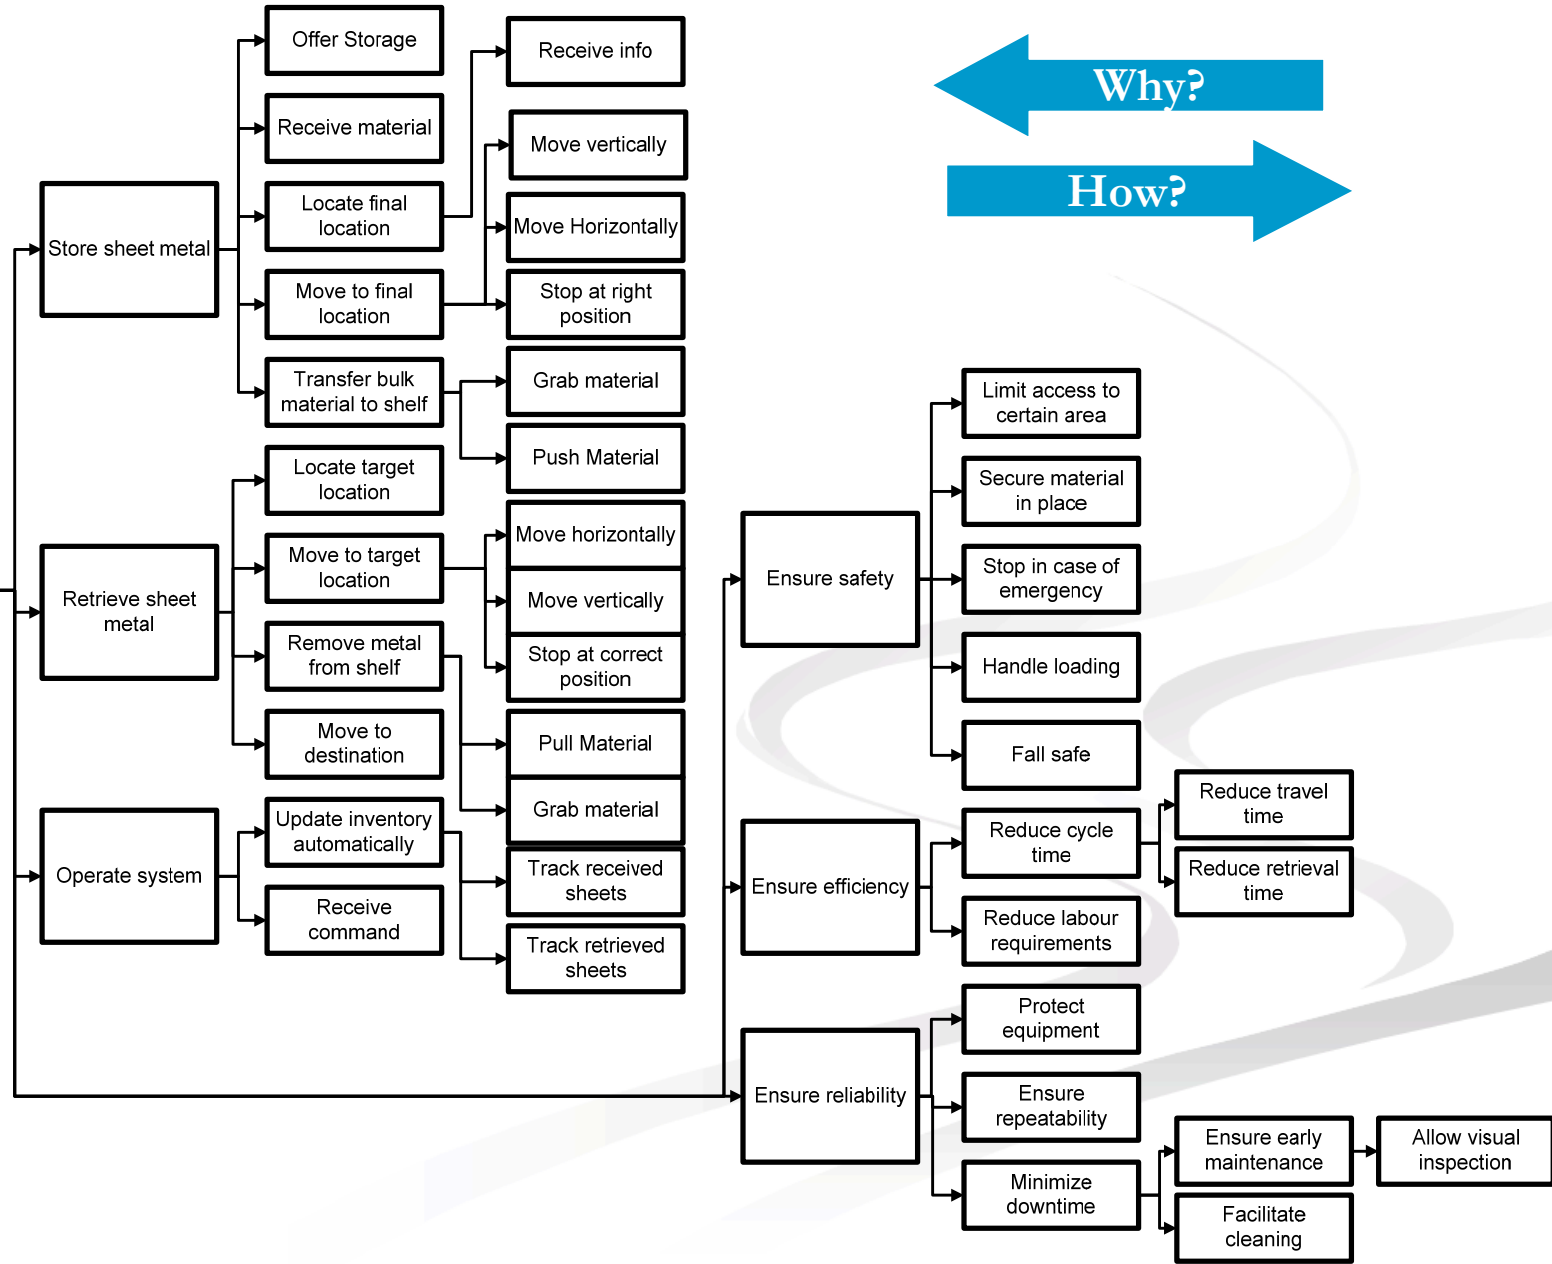 Offer Storage
Receive material
Locate final
location
Move to final
location
Transfer bulk
material to shelf
Store sheet metal
Receive info
Move vertically
Move Horizontally
Stop at right
position
Grab material
Push Material
Retrieve sheet
metal
Locate target
location
Move to target
location
Remove metal
from shelf
Move to
destination
Move horizontally
Move vertically
Stop at correct
position
Pull Material
Grab material
Operate system
Update inventory
automatically
Receive
command
Track received
sheets
Track retrieved
sheets
Why?
How?
Ensure safety
Limit access to
certain area
Secure material
in place
Stop in case of
emergency
Handle loading
Fall safe
Ensure efficiency
Reduce cycle
time
Reduce labour
requirements
Reduce travel
time
Reduce retrieval
time
Ensure reliability
Protect
equipment
Ensure
repeatability
Minimize
downtime
Ensure early
maintenance
Facilitate
cleaning
Allow visual
inspection